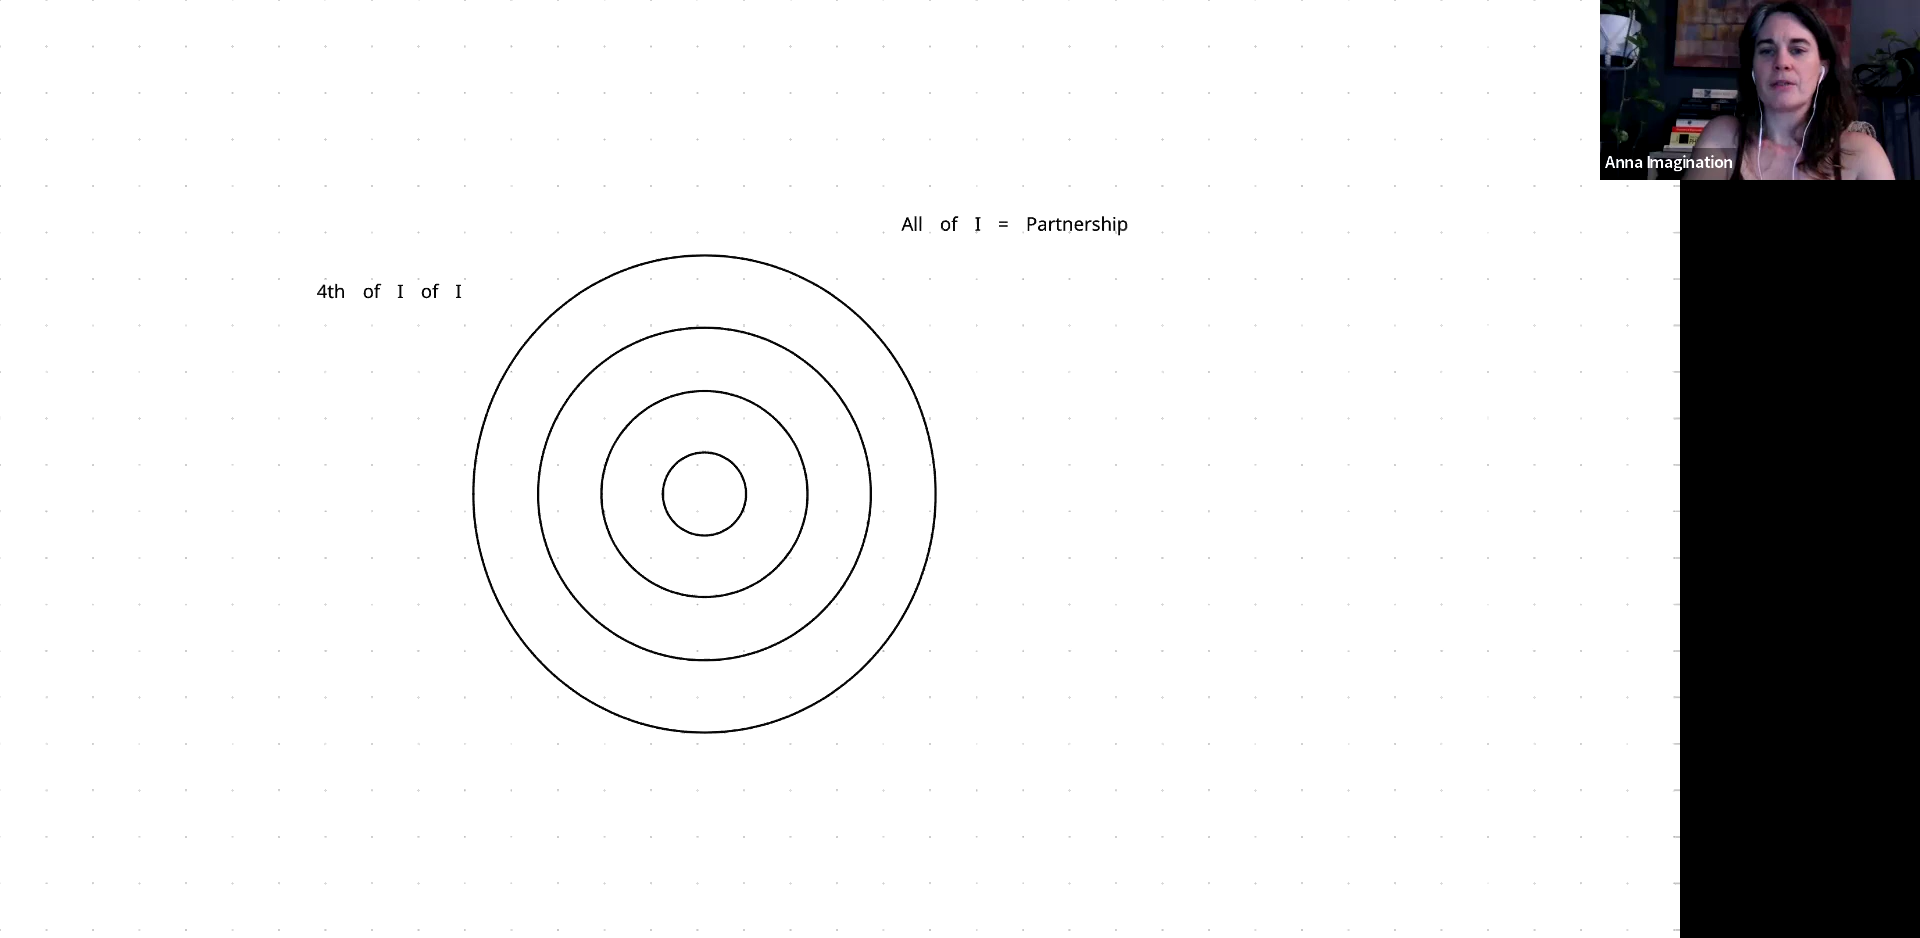 Anna Imagination
All of I = Partnership
4th of I of I